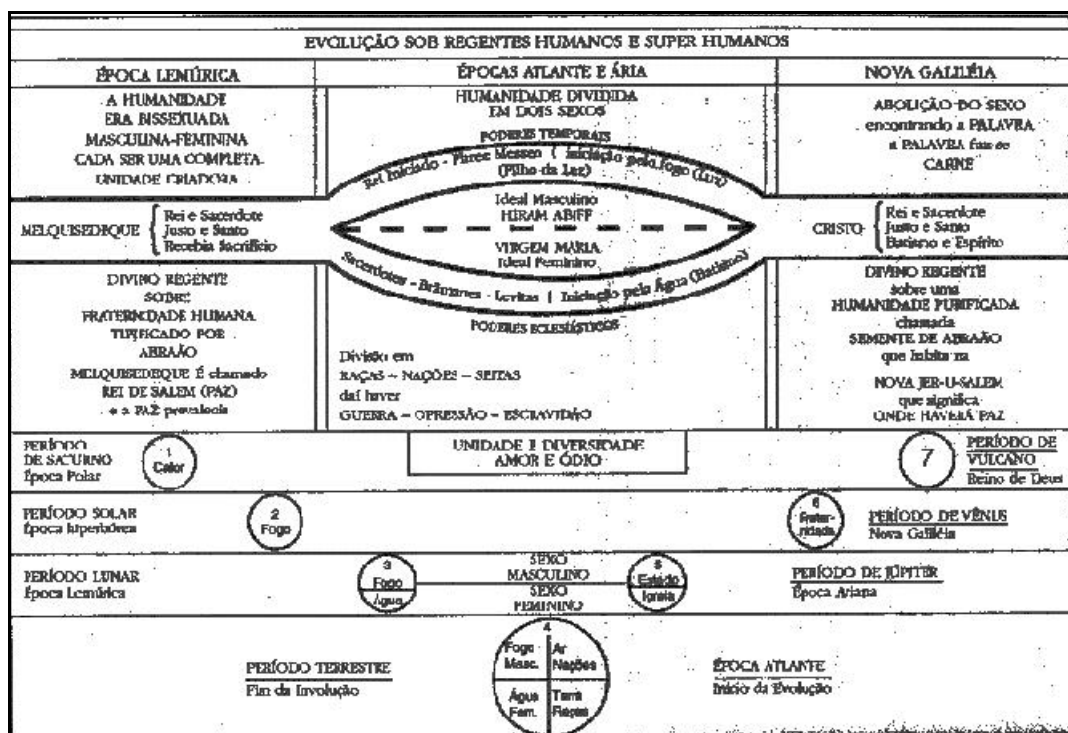 EVOLUÇÃO SOB REGENTES HUMANOS E SUPER HUMANOS
ÉPOCA LEMÚRICA
A HUMANIDADE
ERA BISSEXUADA
MASCULINA-FEMININA
CADA SER UMA COMPLETA
UNIDADE CRIADORA
MELQUISEDEQUE
Rei e Sacerdote
Justo e Santo
Recebia Sacrifício
DIVINO REGENTE
SOBRE
FRATERNIDADE HUMANA
TIPIFICADO POR
ABRAÃO
MELQUISEDEQUE É chamado
REI DE SALEM (PAZ)
e a PAZ prevalecia
ÉPOCAS ATLANTE E ÁRIA
HUMANIDADE DIVIDIDA
EM DOIS SEXOS
PODERES TEMPORAIS
Rei Iniciado - Phree Messen | Iniciação pelo Fogo (Luz)
(Filho da Luz)
Ideal Masculino
HIRAM ABIFF
VIRGEM MARIA
Ideal Feminino
Sacerdotes - Brâmanes - Levitas | Iniciação pela Água (Batismo)
PODERES ECLESIÁSTICOS
Divisão em
RAÇAS - NAÇÕES - SEITAS
daí haver
GUERRA - OPRESSÃO - ESCRAVIDÃO
NOVA GALILÉIA
ABOLIÇÃO DO SEXO
encontrando a PALAVRA
a PALAVRA faz-se
CARNE
CRISTO
Rei e Sacerdote
Justo e Santo
Batismo e Espírito
DIVINO REGENTE
sobre uma
HUMANIDADE PURIFICADA
chamada
SEMENTE DE ABRAÃO
que habita na
NOVA JER-U-SALEM
que significa
ONDE HAVERÁ PAZ
PERÍODO
DE SATURNO
Época Polar
1
Calor
UNIDADE E DIVERSIDADE
AMOR E ÓDIO
7
PERÍODO DE
VULCANO
Reino de Deus
PERÍODO SOLAR
Época hiperbórea
2
Fogo
6
Frater-
nidade
PERÍODO DE VÊNUS
Nova Galiléia
PERÍODO LUNAR
Época Lemúrica
3
Fogo
Água
SEXO
MASCULINO
SEXO
FEMININO
5
Estado
Igreja
PERÍODO DE JÚPITER
Época Ariana
PERÍODO TERRESTRE
Fim da Involução
4
Fogo
Masc.
Ar
Nações
Água
Fem.
Terra
Raças
ÉPOCA ATLANTE
Início da Evolução